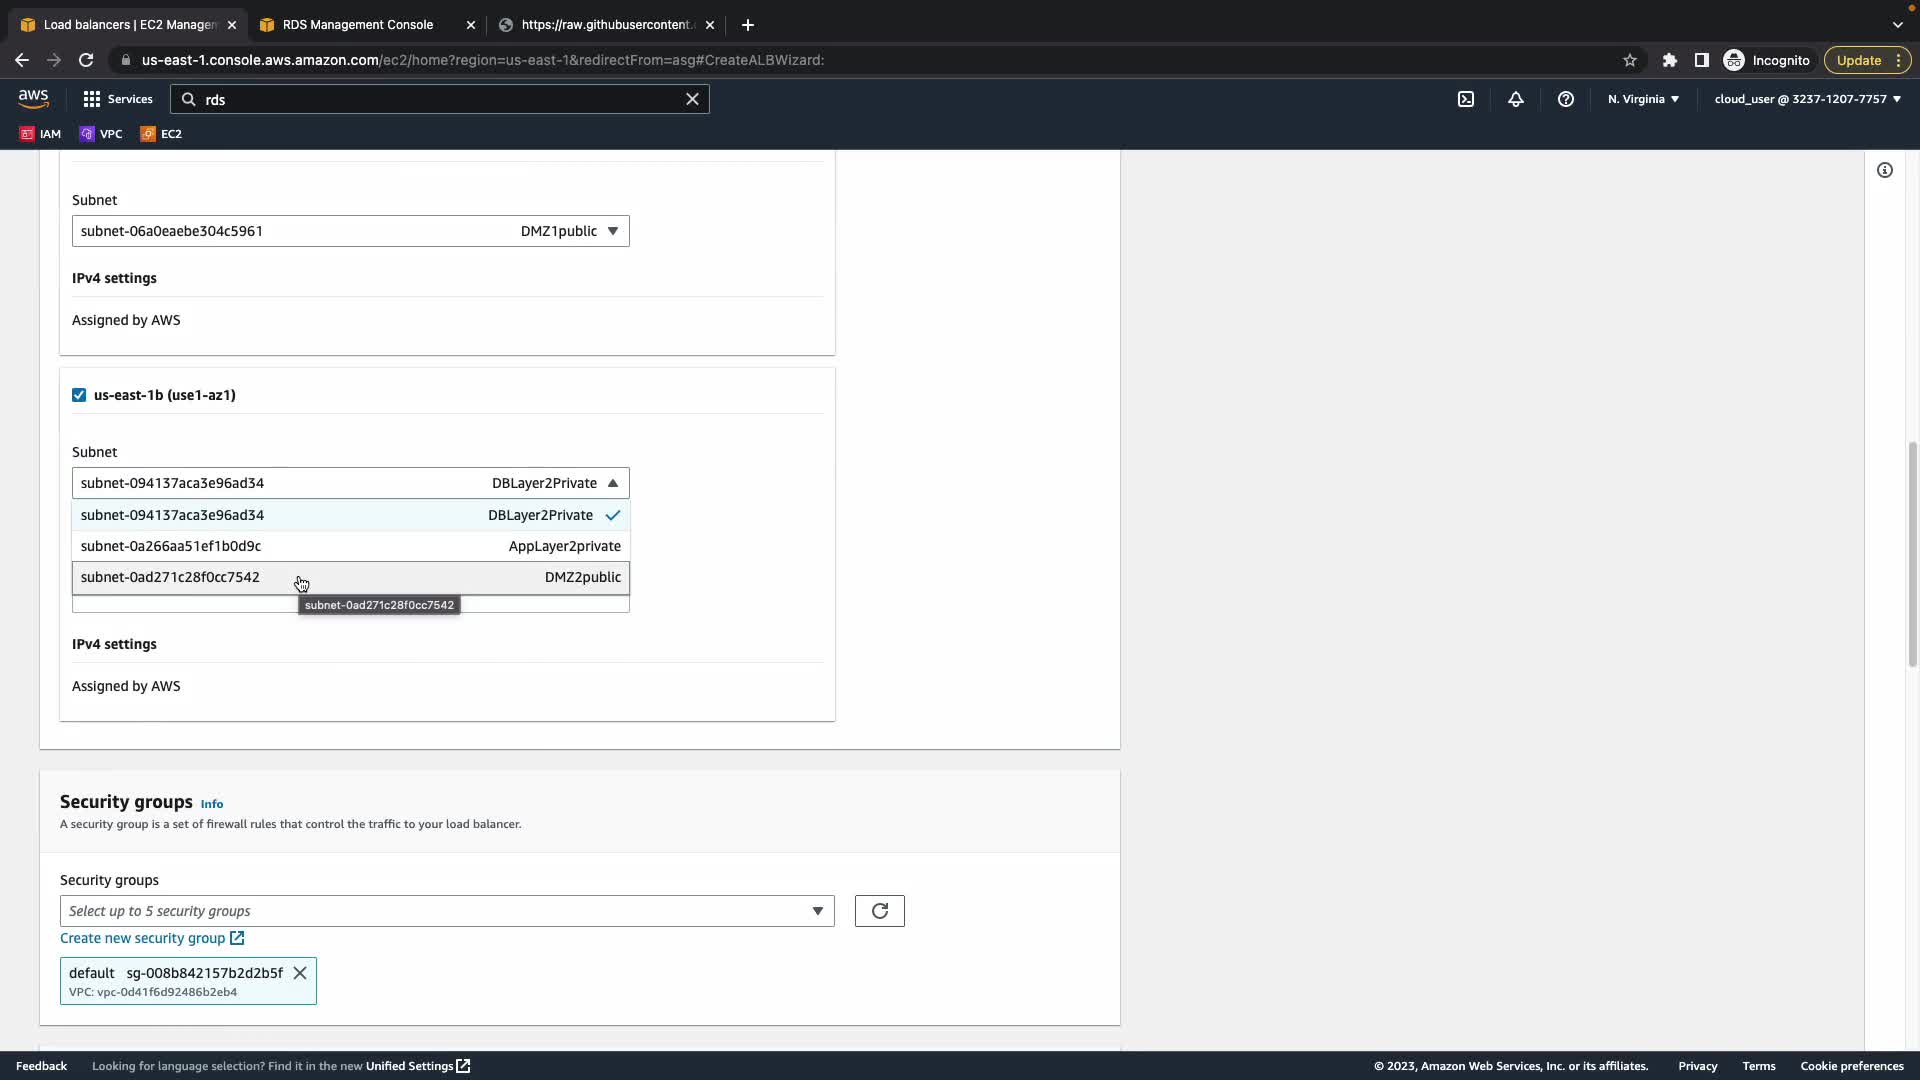 Load balancers | EC2 Managem
RDS Management Console
https://raw.githubusercontent.
us-east-1.console.aws.amazon.com/ec2/home?region=us-east-1&redirectFrom=asg#CreateALBWizard:
Incognito
Update
aws
Services
rds
N. Virginia
cloud_user @ 3237-1207-7757
IAM
VPC
EC2
Subnet
subnet-06a0eaebe304c5961 DMZ1public
IPv4 settings
Assigned by AWS
us-east-1b (use1-az1)
Subnet
subnet-094137aca3e96ad34 DBLayer2Private
subnet-094137aca3e96ad34 DBLayer2Private
subnet-0a266aa51ef1b0d9c AppLayer2private
subnet-0ad271c28f0cc7542 DMZ2public
subnet-0ad271c28f0cc7542
IPv4 settings
Assigned by AWS
Security groups Info
A security group is a set of firewall rules that control the traffic to your load balancer.
Security groups
Select up to 5 security groups
Create new security group
default sg-008b842157b2d2b5f
VPC: vpc-0d41f6d92486b2eb4
Feedback
Looking for language selection? Find it in the new Unified Settings
© 2023, Amazon Web Services, Inc. or its affiliates.
Privacy
Terms
Cookie preferences